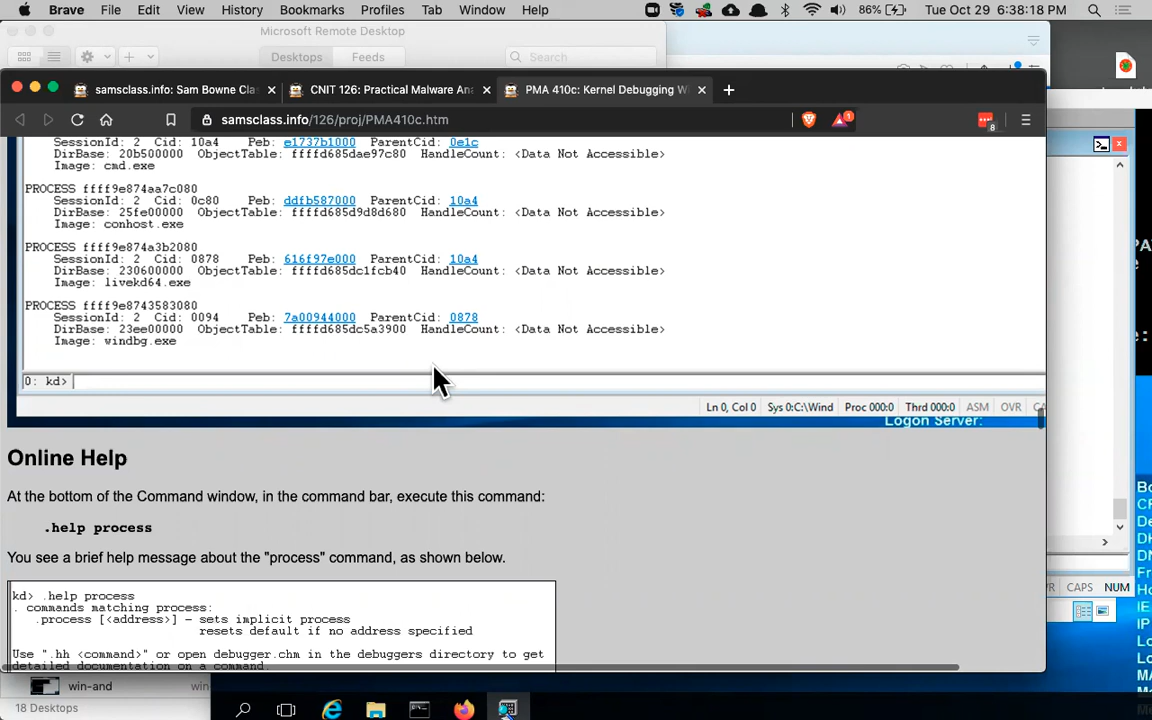 Brave File Edit View History Bookmarks Profiles Tab Window Help 86% Tue Oct 29 6:38:18 PM
Microsoft Remote Desktop
Desktops Feeds Search
samsclass.info: Sam Bowne Cla CNIT 126: Practical Malware Ana PMA 410c: Kernel Debugging W
samsclass.info/126/proj/PMA410c.htm 1 8
SessionId: 2 Cid: 10a4 Peb: e1737b1000 ParentCid: 0e1c
DirBase: 20b500000 ObjectTable: ffffd685dae97c80 HandleCount: <Data Not Accessible>
Image: cmd.exe
PROCESS ffff9e874aa7c080
SessionId: 2 Cid: 0c80 Peb: ddfb587000 ParentCid: 10a4
DirBase: 25fe00000 ObjectTable: ffffd685d9d8d680 HandleCount: <Data Not Accessible>
Image: conhost.exe
PROCESS ffff9e874a3b2080
SessionId: 2 Cid: 0878 Peb: 616f97e000 ParentCid: 10a4
DirBase: 230600000 ObjectTable: ffffd685dc1fcb40 HandleCount: <Data Not Accessible>
Image: livekd64.exe
PROCESS ffff9e8743583080
SessionId: 2 Cid: 0094 Peb: 7a00944000 ParentCid: 0878
DirBase: 23ee00000 ObjectTable: ffffd685dc5a3900 HandleCount: <Data Not Accessible>
Image: windbg.exe
0: kd>
Ln 0, Col 0 Sys 0:C:\Wind Proc 000:0 Thrd 000:0 ASM OVR CA
Logon Server:
Online Help
At the bottom of the Command window, in the command bar, execute this command:
.help process
You see a brief help message about the "process" command, as shown below.
kd> .help process
. commands matching process:
.process [<address>] - sets implicit process
resets default if no address specified
Use ".hh <command>" or open debugger.chm in the debuggers directory to get
detailed documentation on a command.
CAPS NUM
win-and win
18 Desktops